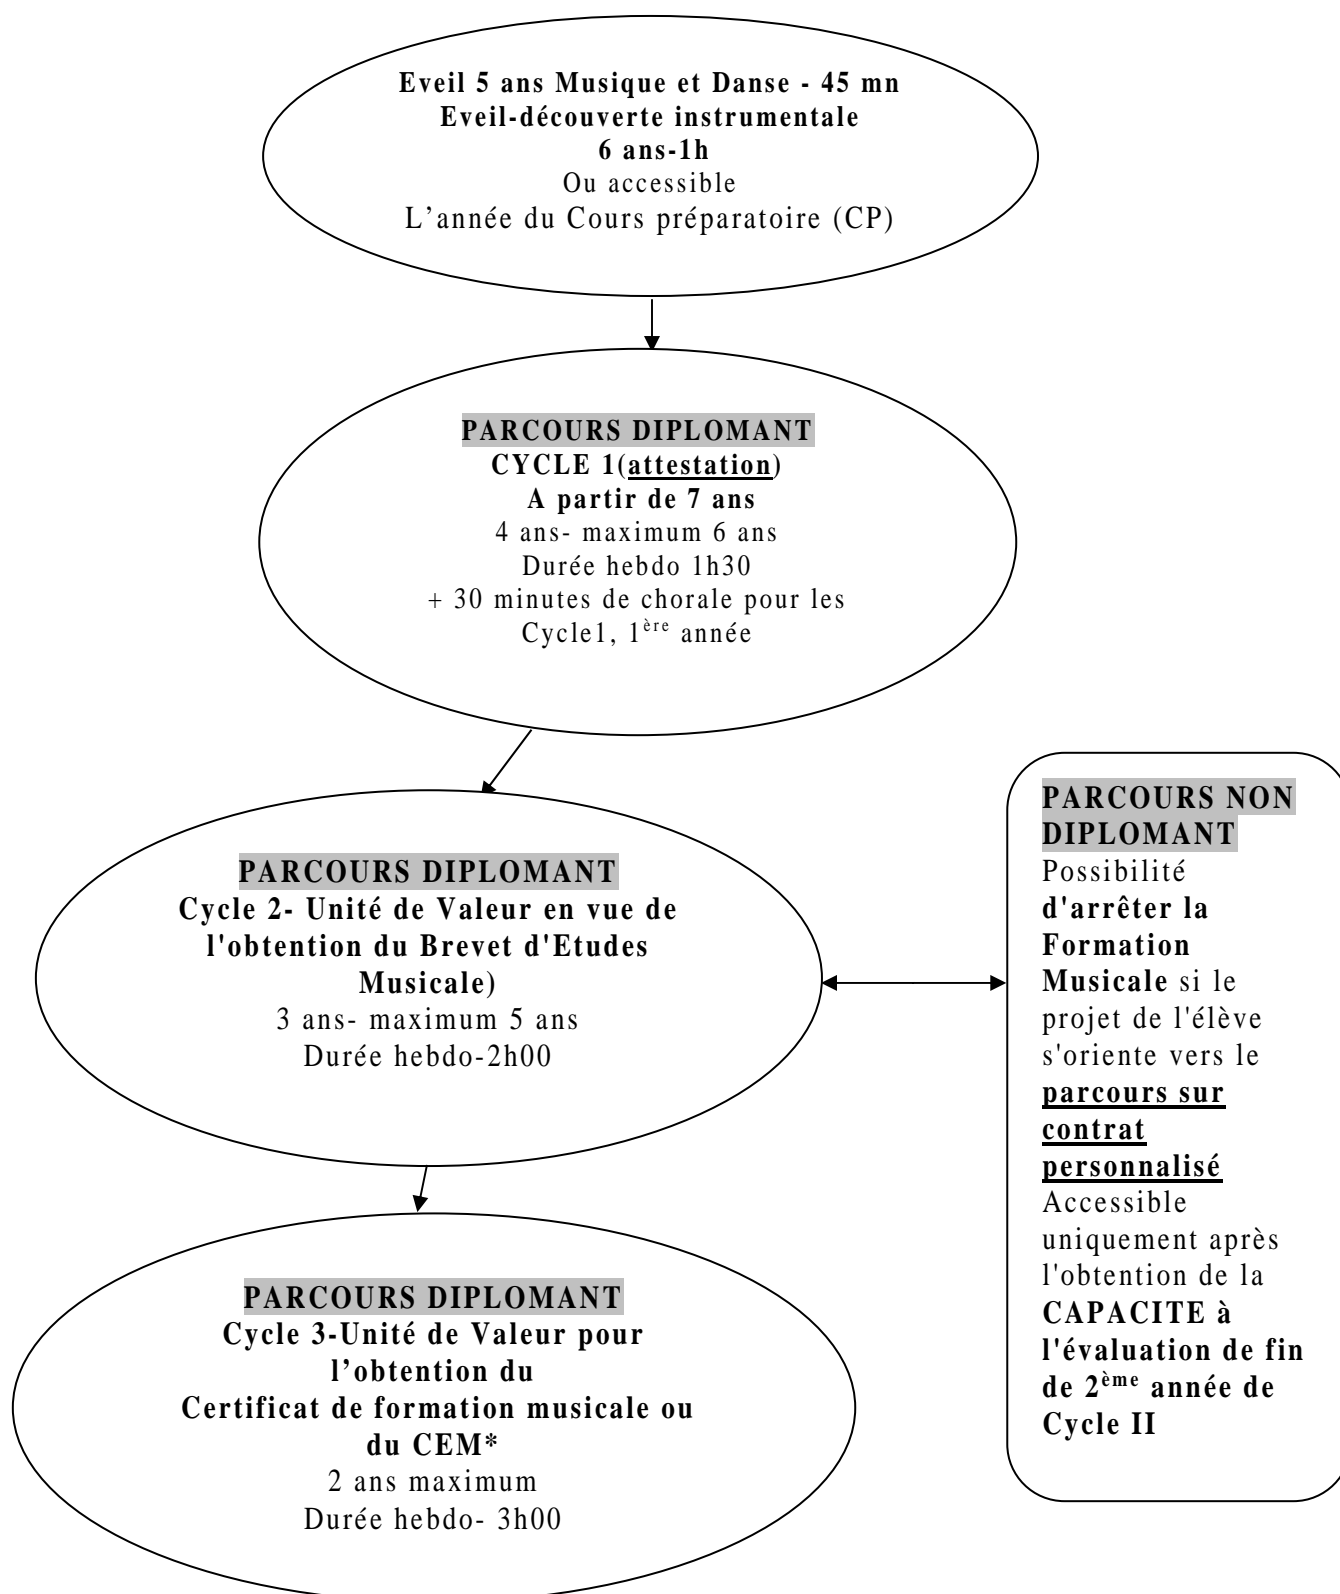 Eveil 5 ans Musique et Danse - 45 mn
Eveil-découverte instrumentale
6 ans-1h
Ou accessible
L’année du Cours préparatoire (CP)
PARCOURS DIPLOMANT
CYCLE 1(attestation)
A partir de 7 ans
4 ans- maximum 6 ans
Durée hebdo 1h30
+ 30 minutes de chorale pour les
Cycle1, 1ère année
PARCOURS DIPLOMANT
Cycle 2- Unité de Valeur en vue de
l'obtention du Brevet d'Etudes
Musicale)
3 ans- maximum 5 ans
Durée hebdo-2h00
PARCOURS NON
DIPLOMANT
Possibilité
d'arrêter la
Formation
Musicale si le
projet de l'élève
s'oriente vers le
parcours sur
contrat
personnalisé
Accessible
uniquement après
l'obtention de la
CAPACITE à
l'évaluation de fin
de 2ème année de
Cycle II
PARCOURS DIPLOMANT
Cycle 3-Unité de Valeur pour
l’obtention du
Certificat de formation musicale ou
du CEM*
2 ans maximum
Durée hebdo- 3h00